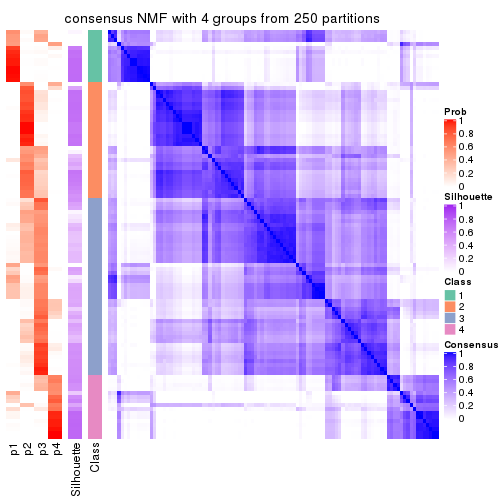 consensus NMF with 4 groups from 250 partitions
Prob
1
0.8
0.6
0.4
0.2
0
Silhouette
1
0.8
0.6
0.4
0.2
0
Class
1
2
3
4
Consensus
1
0.8
0.6
0.4
0.2
0
p1
p2
p3
p4
Silhouette
Class